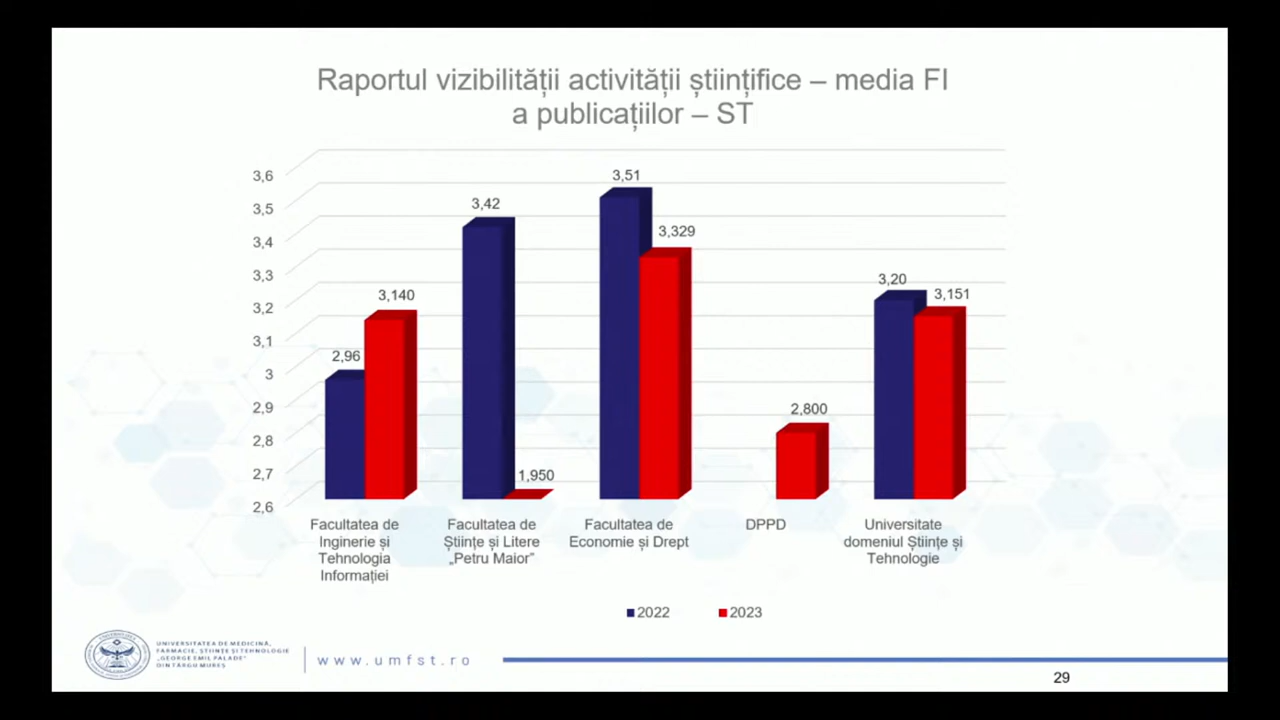 Raportul vizibilității activității științifice – media FI
a publicațiilor – ST
3,6
3,5
3,4
3,3
3,2
3,1
3
2,9
2,8
2,7
2,6
2,96
3,140
3,42
1,950
3,51
3,329
2,800
3,20
3,151
Facultatea de
Inginerie și
Tehnologia
Informației
Facultatea de
Științe și Litere
„Petru Maior”
Facultatea de
Economie și Drept
DPPD
Universitate
domeniul Științe și
Tehnologie
2022
2023
UNIVERSITATEA DE MEDICINĂ,
FARMACIE, ȘTIINȚE ȘI TEHNOLOGIE
„GEORGE EMIL PALADE”
DIN TÂRGU MUREȘ
www.umfst.ro
29